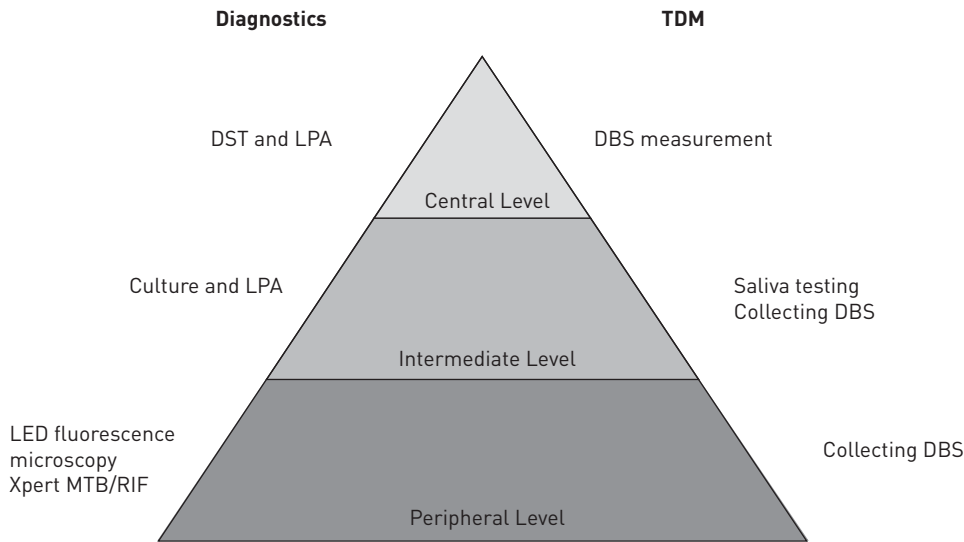 Diagnostics
TDM
DST and LPA
DBS measurement
Central Level
Culture and LPA
Saliva testing
Collecting DBS
Intermediate Level
LED fluorescence
microscopy
Xpert MTB/RIF
Collecting DBS
Peripheral Level